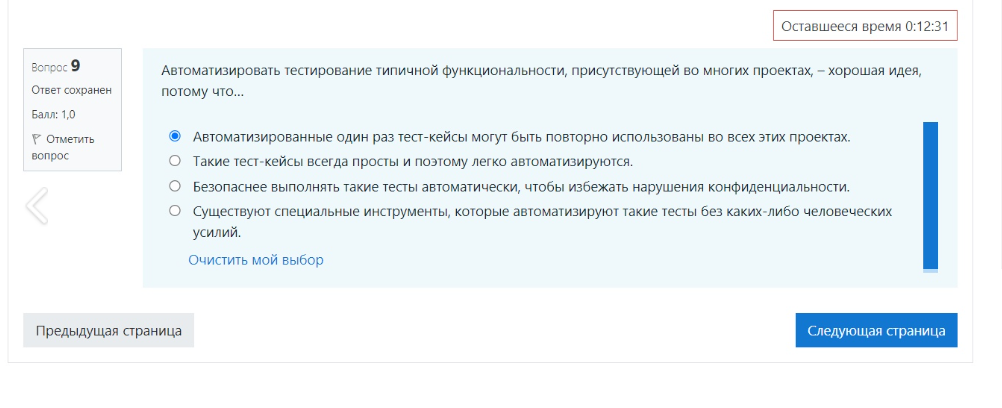 Оставшееся время 0:12:31
Вопрос 9
Ответ сохранен
Балл: 1,0
Отметить
вопрос
Автоматизировать тестирование типичной функциональности, присутствующей во многих проектах, – хорошая идея,
потому что...
Автоматизированные один раз тест-кейсы могут быть повторно использованы во всех этих проектах.
Такие тест-кейсы всегда просты и поэтому легко автоматизируются.
Безопаснее выполнять такие тесты автоматически, чтобы избежать нарушения конфиденциальности.
Существуют специальные инструменты, которые автоматизируют такие тесты без каких-либо человеческих
усилий.
Очистить мой выбор
Предыдущая страница
Следующая страница